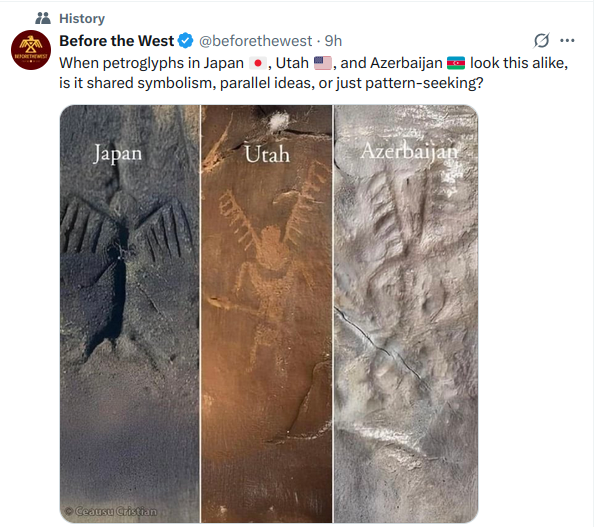 History
Before the West @beforethewest · 9h
When petroglyphs in Japan 🇯🇵, Utah 🇺🇸, and Azerbaijan 🇦🇿 look this alike,
is it shared symbolism, parallel ideas, or just pattern-seeking?
BEFORETHEWEST
Japan
Utah
Azerbaijan
© Ceausu Cristian